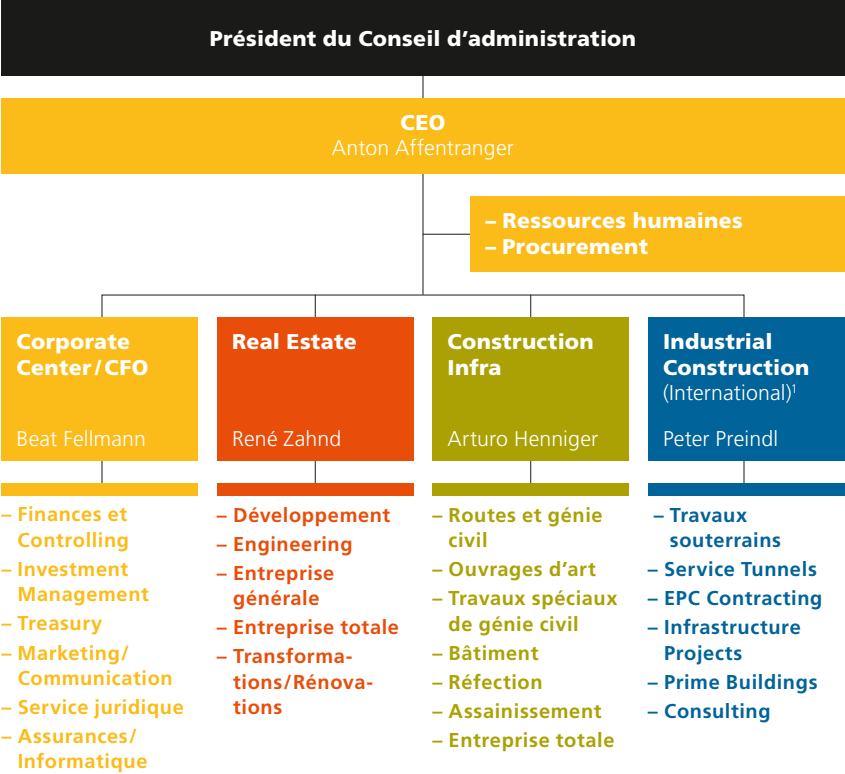 Président du Conseil d’administration
CEO
Anton Affentranger
– Ressources humaines
– Procurement
Corporate
Center/CFO
Beat Fellmann
Real Estate
René Zahnd
Construction
Infra
Arturo Henniger
Industrial
Construction
(International)¹
Peter Preindl
– Finances et
Controlling
– Investment
Management
– Treasury
– Marketing/
Communication
– Service juridique
– Assurances/
Informatique
– Développement
– Engineering
– Entreprise
générale
– Entreprise totale
– Transforma-
tions/Rénova-
tions
– Routes et génie
civil
– Ouvrages d’art
– Travaux spéciaux
de génie civil
– Bâtiment
– Réfection
– Assainissement
– Entreprise totale
– Travaux
souterrains
– Service Tunnels
– EPC Contracting
– Infrastructure
Projects
– Prime Buildings
– Consulting